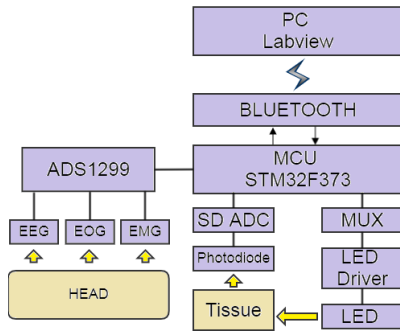 PC
Labview
BLUETOOTH
MCU
STM32F373
ADS1299
EEG
EOG
EMG
SD ADC
MUX
Photodiode
LED
Driver
HEAD
Tissue
LED